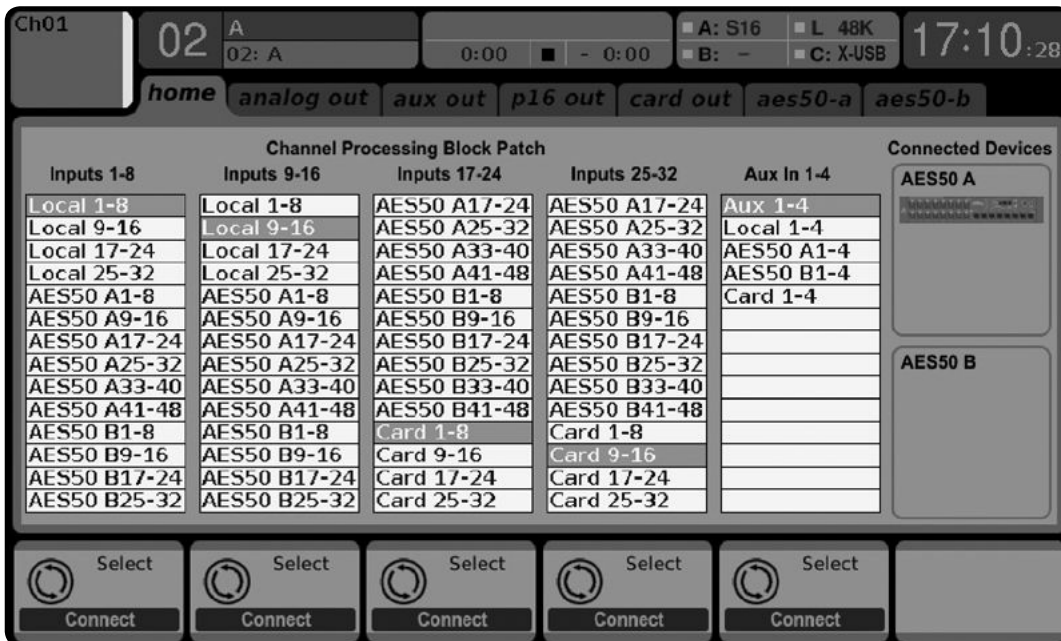 Ch01
02
A
02: A
0:00 ■ - 0:00
A: S16
B: -
L 48K
C: X-USB
17:10:28
home analog out aux out p16 out card out aes50-a aes50-b
Channel Processing Block Patch
Connected Devices
Inputs 1-8 Inputs 9-16 Inputs 17-24 Inputs 25-32 Aux In 1-4
Local 1-8 Local 1-8 AES50 A17-24 AES50 A17-24 Aux 1-4
Local 9-16 Local 9-16 AES50 A25-32 AES50 A25-32 Local 1-4
Local 17-24 Local 17-24 AES50 A33-40 AES50 A33-40 AES50 A1-4
Local 25-32 Local 25-32 AES50 A41-48 AES50 A41-48 AES50 B1-4
AES50 A1-8 AES50 A1-8 AES50 B1-8 AES50 B1-8 Card 1-4
AES50 A9-16 AES50 A9-16 AES50 B9-16 AES50 B9-16
AES50 A17-24 AES50 A17-24 AES50 B17-24 AES50 B17-24
AES50 A25-32 AES50 A25-32 AES50 B25-32 AES50 B25-32
AES50 A33-40 AES50 A33-40 AES50 B33-40 AES50 B33-40
AES50 A41-48 AES50 A41-48 AES50 B41-48 AES50 B41-48
AES50 B1-8 AES50 B1-8 Card 1-8 Card 1-8
AES50 B9-16 AES50 B9-16 Card 9-16 Card 9-16
AES50 B17-24 AES50 B17-24 Card 17-24 Card 17-24
AES50 B25-32 AES50 B25-32 Card 25-32 Card 25-32
AES50 A
AES50 B
Select Select Select Select Select
Connect Connect Connect Connect Connect